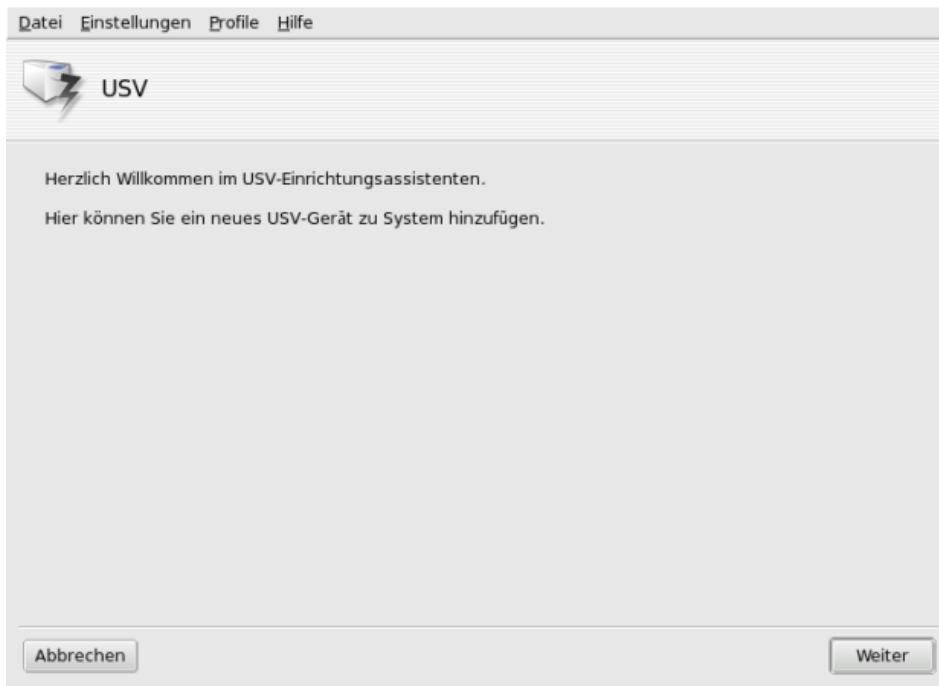 Datei Einstellungen Profile Hilfe
USV
Herzlich Willkommen im USV-Einrichtungsassistenten.
Hier können Sie ein neues USV-Gerät zu System hinzufügen.
Abbrechen Weiter